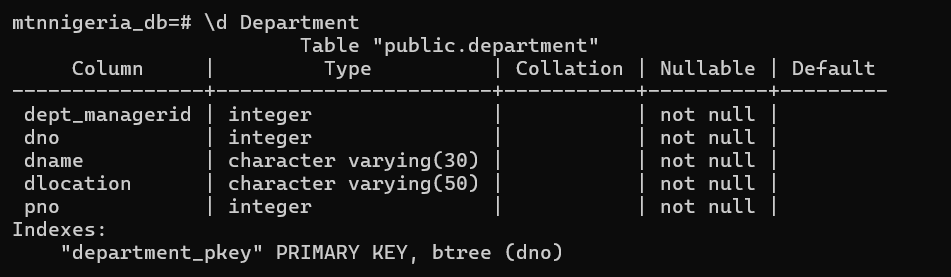 mtnnigeria_db=# \d Department
                        Table "public.department"
     Column     |         Type          | Collation | Nullable | Default
----------------+-----------------------+-----------+----------+---------
 dept_managerid | integer               |           | not null |
 dno            | integer               |           | not null |
 dname          | character varying(30) |           | not null |
 dlocation      | character varying(50) |           | not null |
 pno            | integer               |           | not null |
Indexes:
    "department_pkey" PRIMARY KEY, btree (dno)